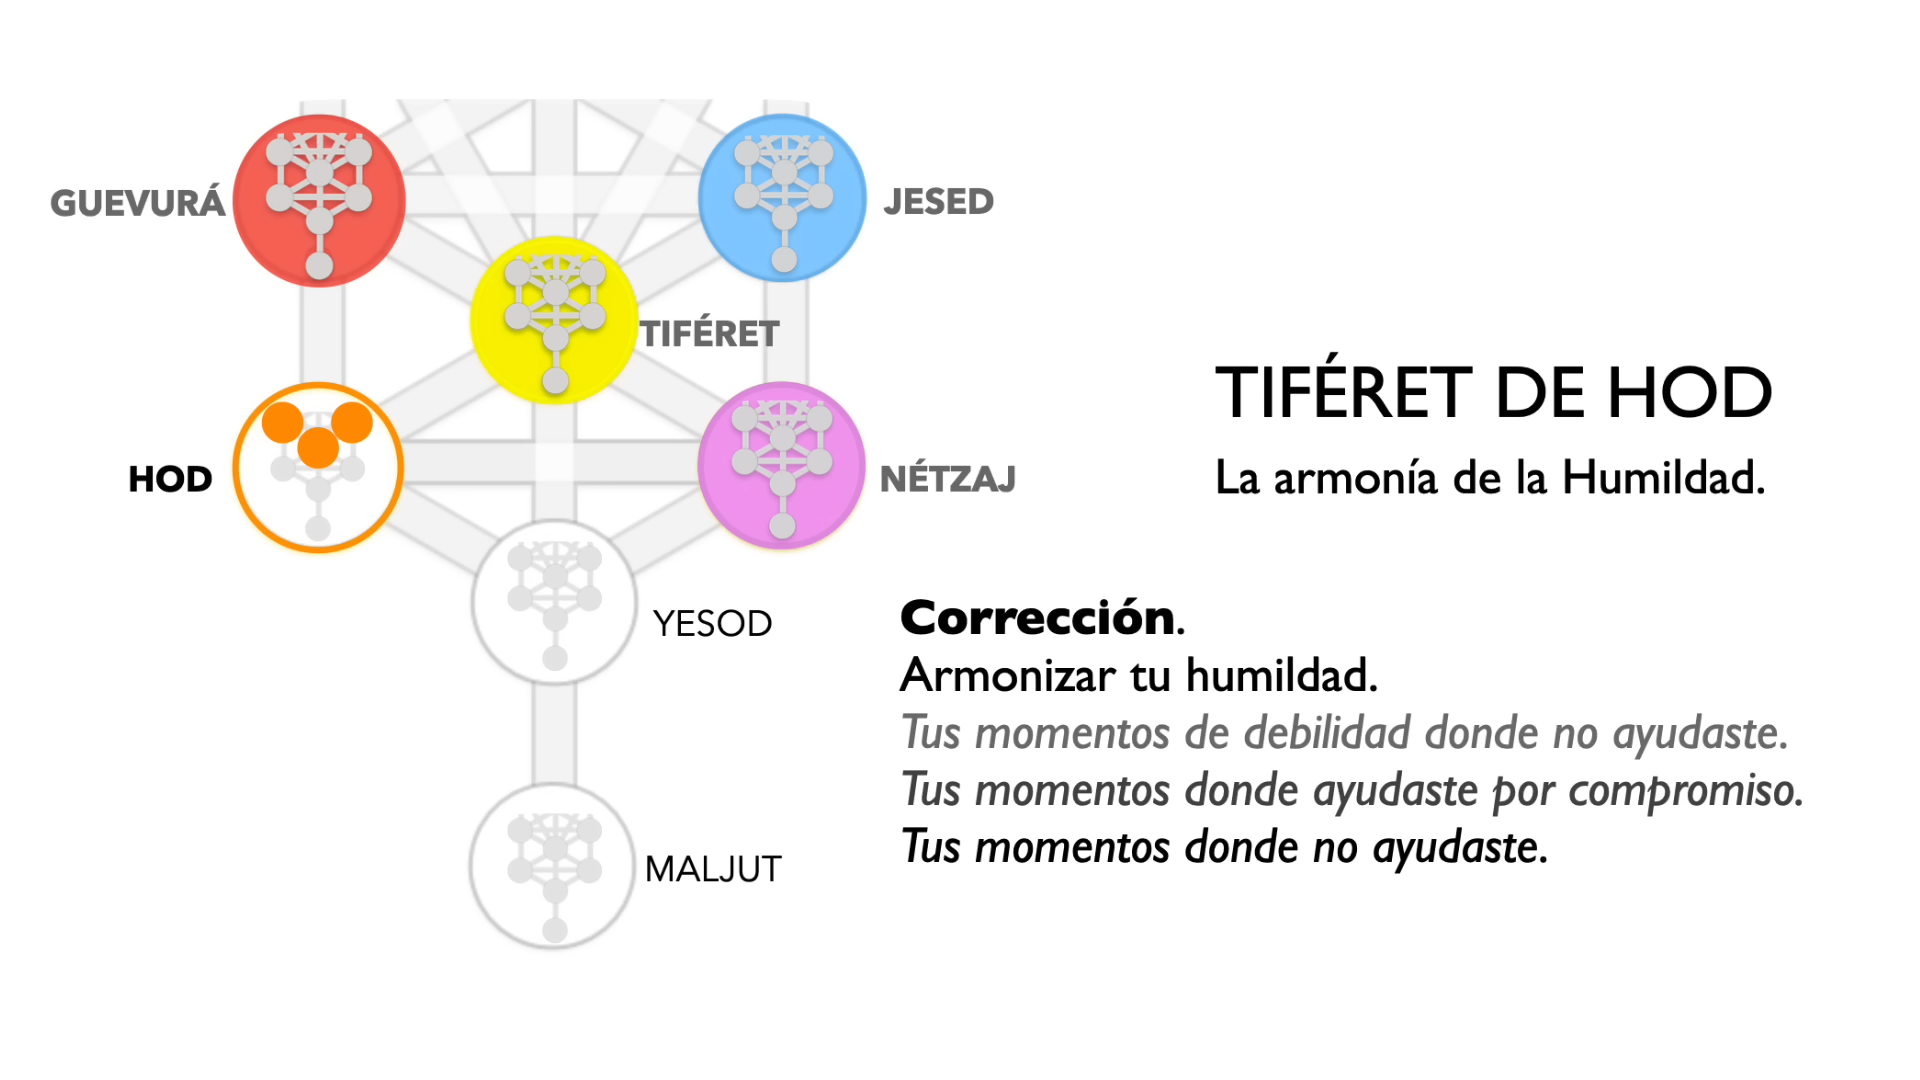 GUEVURÁ
JESED
TIFÉRET
HOD
NÉTZAJ
YESOD
MALJUT
TIFÉRET DE HOD
La armonía de la Humildad.
Corrección.
Armonizar tu humildad.
Tus momentos de debilidad donde no ayudaste.
Tus momentos donde ayudaste por compromiso.
Tus momentos donde no ayudaste.